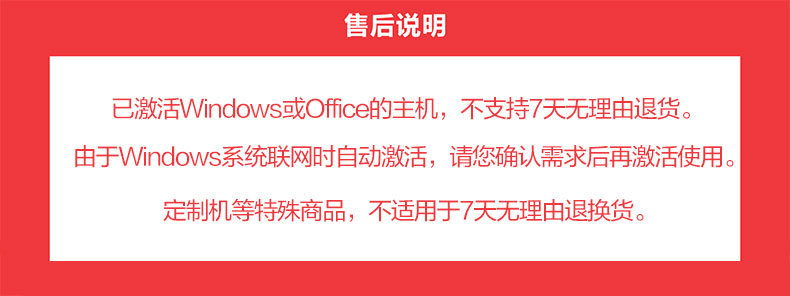 售后说明
已激活Windows或Office的主机，不支持7天无理由退货。
由于Windows系统联网时自动激活，请您确认需求后再激活使用。
定制机等特殊商品，不适用于7天无理由退换货。